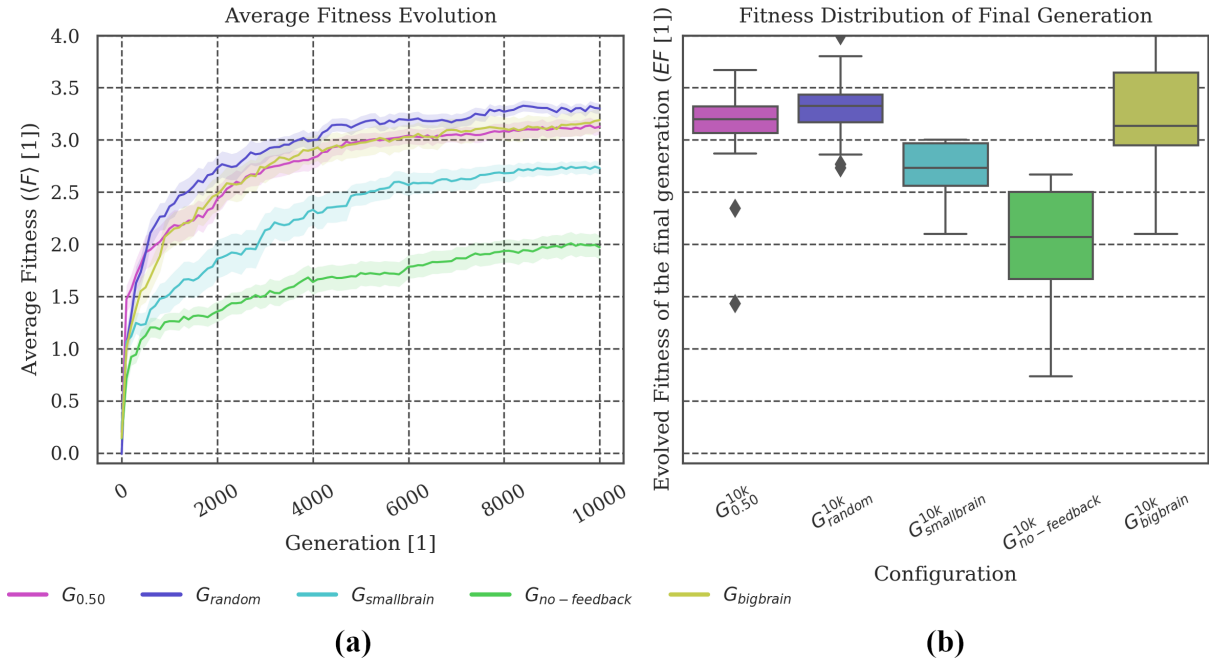 Average Fitness Evolution
Average Fitness (⟨F⟩ [1])
4.0
3.5
3.0
2.5
2.0
1.5
1.0
0.5
0.0
0
2000
4000
6000
8000
10000
Generation [1]
Fitness Distribution of Final Generation
Evolved Fitness of the final generation (EF [1])
G^{10k}_{0.50}
G^{10k}_{random}
G^{10k}_{smallbrain}
G^{10k}_{no−feedback}
G^{10k}_{bigbrain}
Configuration
G_{0.50} G_{random} G_{smallbrain} G_{no−feedback} G_{bigbrain}
(a) (b)